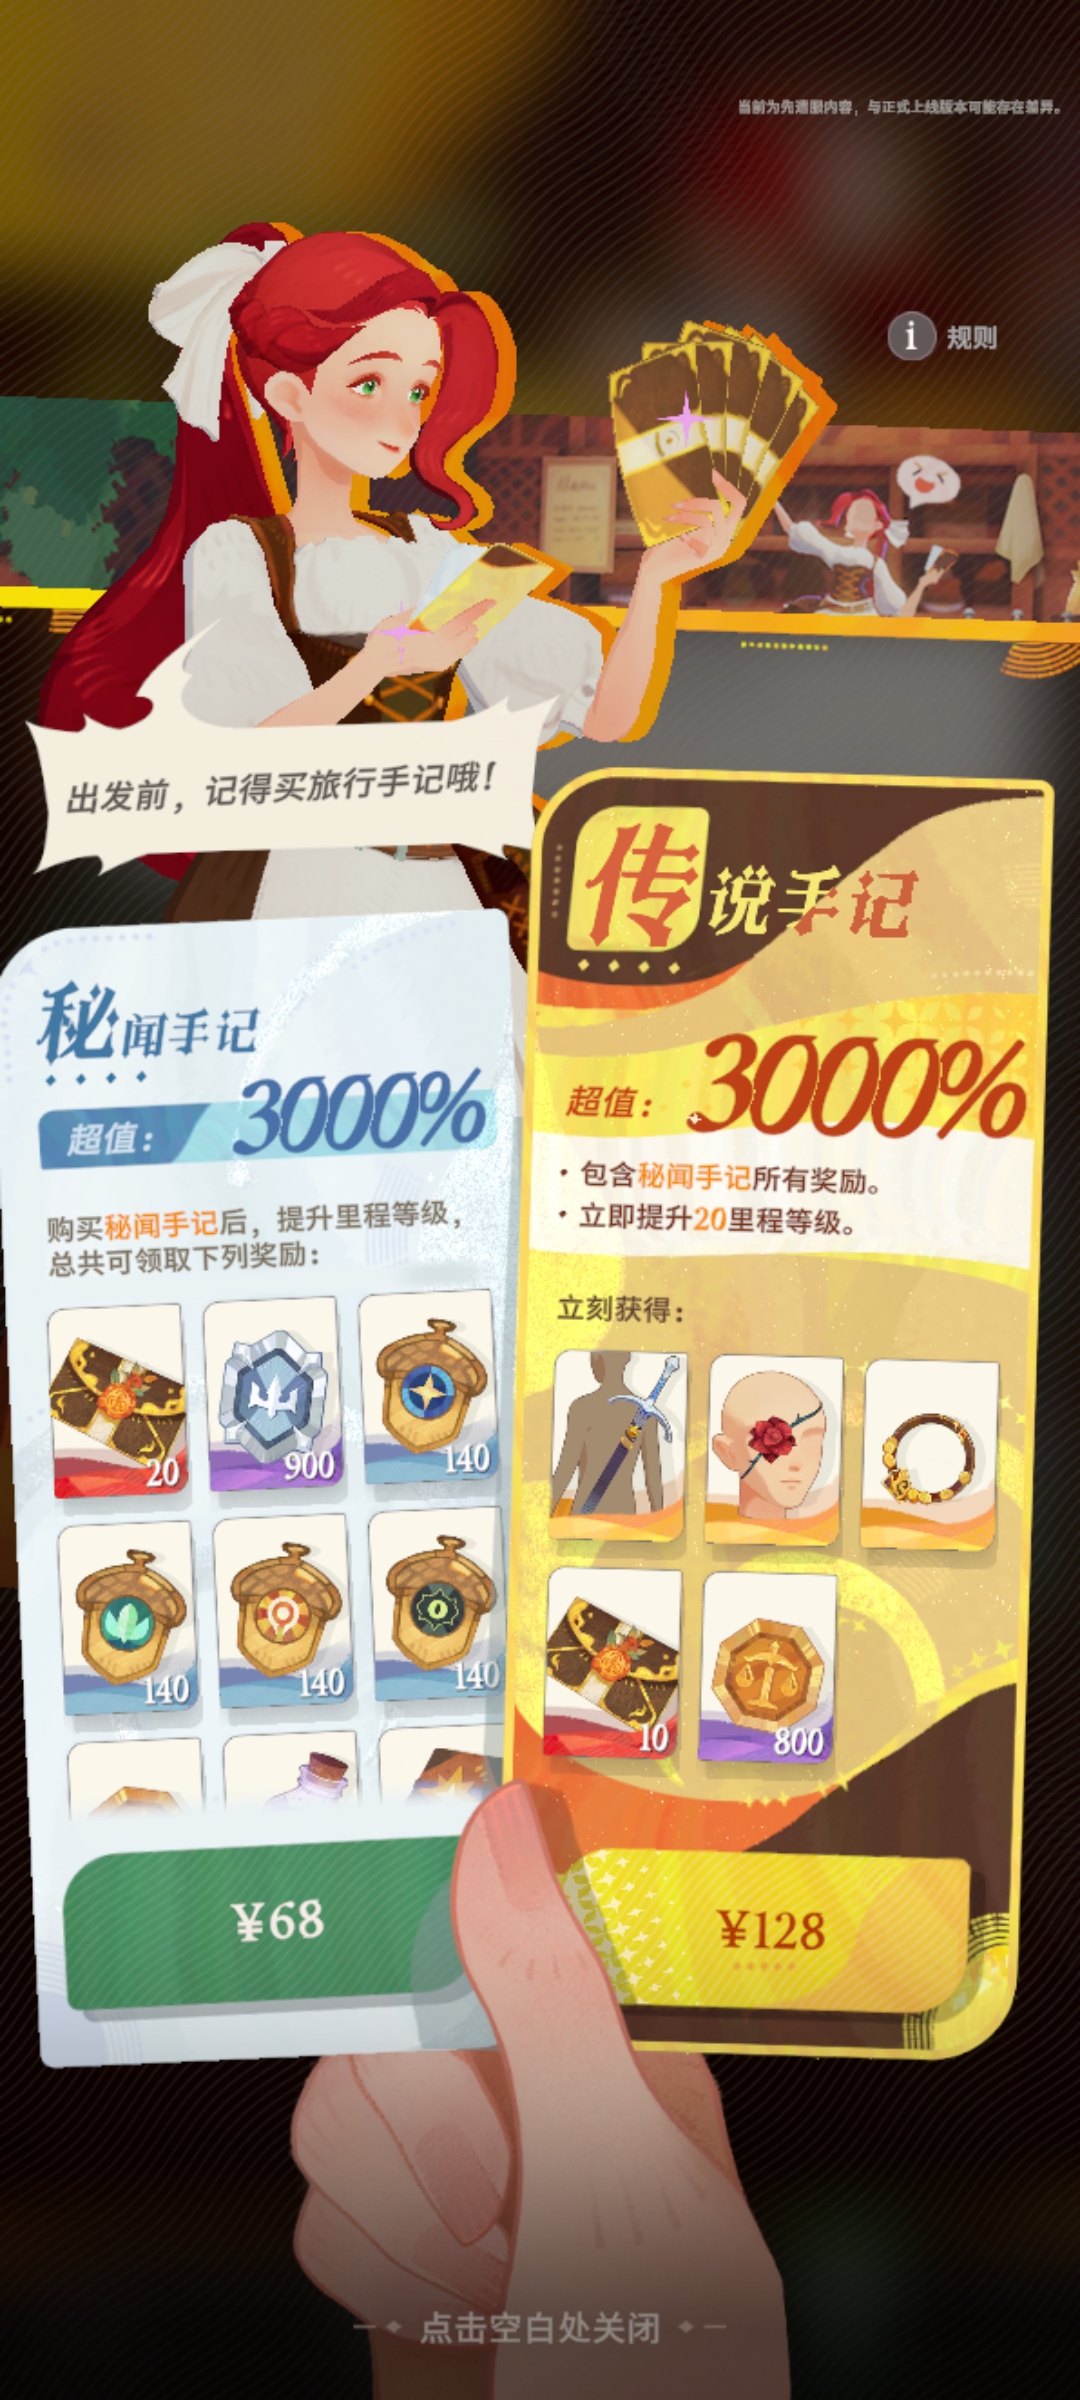 当前为先遣服内容，与正式上线版本可能存在差异。
i 规则
Menu
出发前，记得买旅行手记哦！
传说手记
超值：3000%
·包含秘闻手记所有奖励。
·立即提升20里程等级。
立刻获得：
10
800
¥128
秘闻手记
超值：3000%
购买秘闻手记后，提升里程等级，
总共可领取下列奖励：
20
900
140
140
140
140
¥68
点击空白处关闭